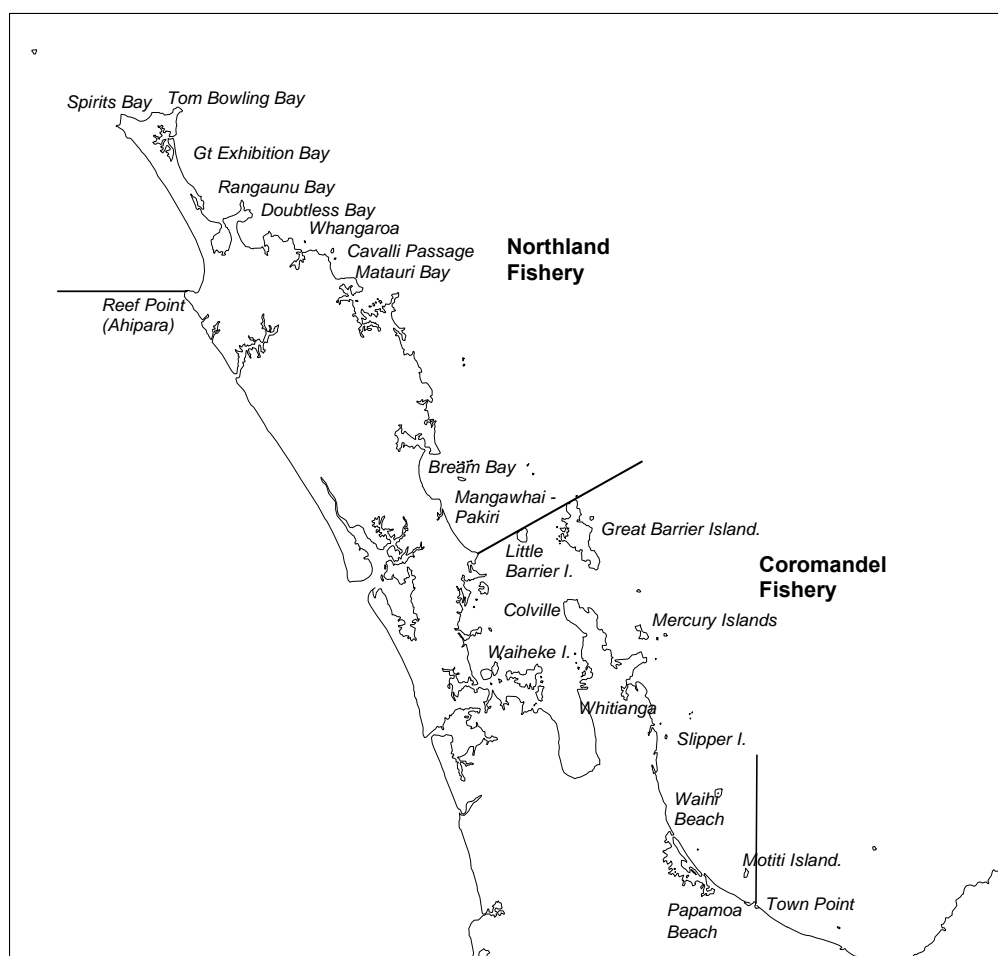 Spirits Bay
Tom Bowling Bay
Gt Exhibition Bay
Rangaunu Bay
Doubtless Bay
Whangaroa
Cavalli Passage
Matauri Bay
Northland
Fishery
Reef Point
(Ahipara)
Bream Bay
Mangawhai -
Pakiri
Little
Barrier I.
Great Barrier Island.
Coromandel
Fishery
Colville
Mercury Islands
Waiheke I.
Whitianga
Slipper I.
Waihi
Beach
Motiti Island.
Papamoa
Beach
Town Point